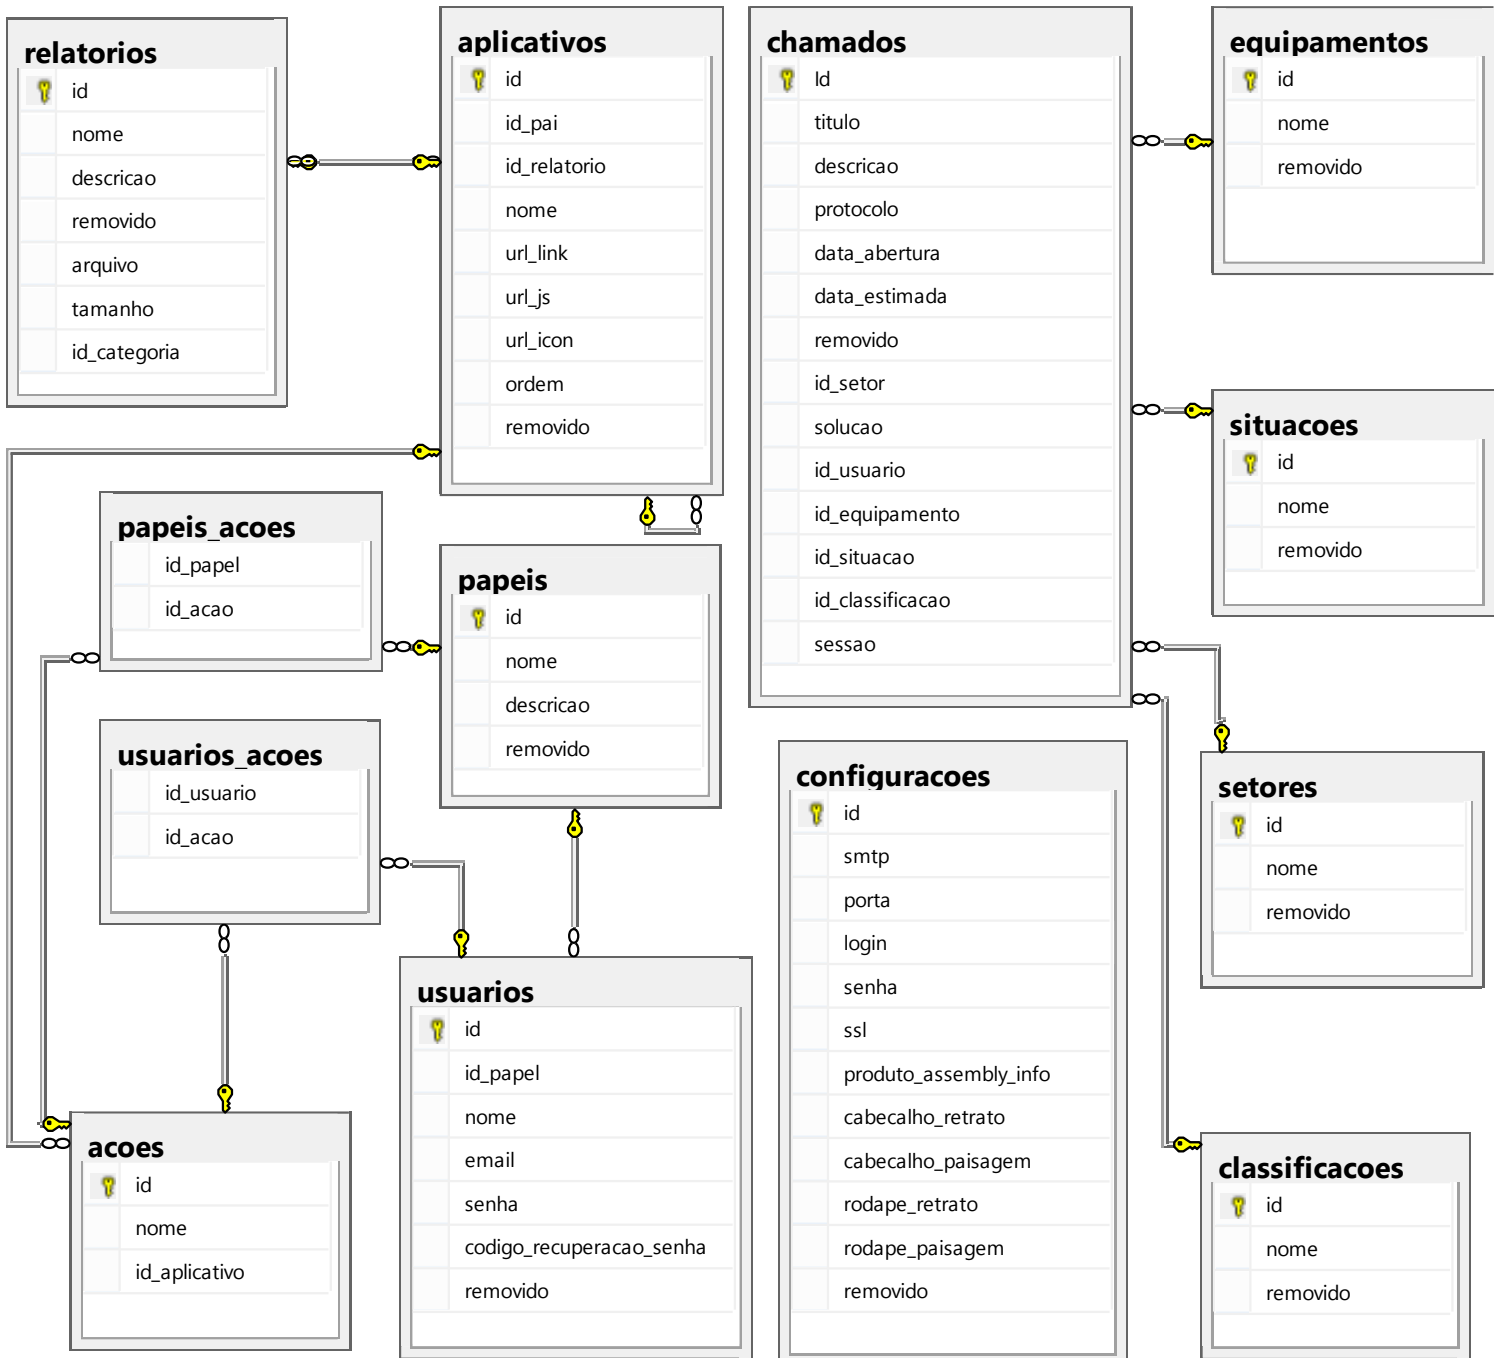 relatorios
id
nome
descricao
removido
arquivo
tamanho
id_categoria
aplicativos
id
id_pai
id_relatorio
nome
url_link
url_js
url_icon
ordem
removido
chamados
Id
titulo
descricao
protocolo
data_abertura
data_estimada
removido
id_setor
solucao
id_usuario
id_equipamento
id_situacao
id_classificacao
sessao
equipamentos
id
nome
removido
situacoes
id
nome
removido
papeis_acoes
id_papel
id_acao
papeis
id
nome
descricao
removido
usuarios_acoes
id_usuario
id_acao
configuracoes
id
smtp
porta
login
senha
ssl
produto_assembly_info
cabecalho_retrato
cabecalho_paisagem
rodape_retrato
rodape_paisagem
removido
setores
id
nome
removido
usuarios
id
id_papel
nome
email
senha
codigo_recuperacao_senha
removido
acoes
id
nome
id_aplicativo
classificacoes
id
nome
removido